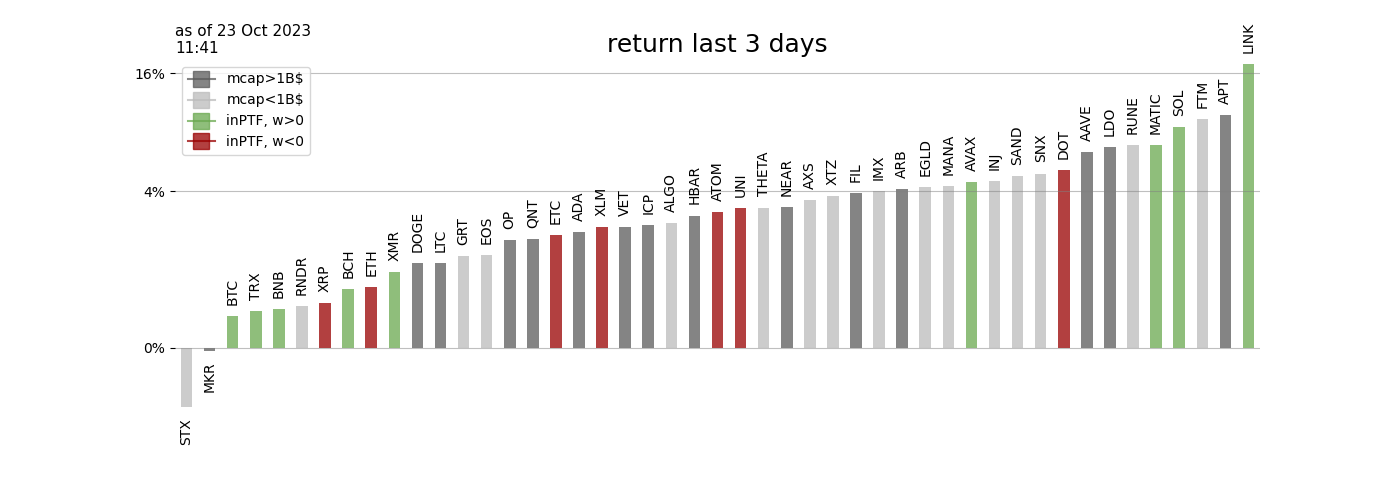 as of 23 Oct 2023
11:41
return last 3 days
mcap>1B$
mcap<1B$
inPTF, w>0
inPTF, w<0
16%
4%
0%
STX
MKR
BTC
TRX
BNB
RNDR
XRP
BCH
ETH
XMR
DOGE
LTC
GRT
EOS
OP
QNT
ETC
ADA
XLM
VET
ICP
ALGO
HBAR
ATOM
UNI
THETA
NEAR
AXS
XTZ
FIL
IMX
ARB
EGLD
MANA
AVAX
INJ
SAND
SNX
DOT
AAVE
LDO
RUNE
MATIC
SOL
FTM
APT
LINK